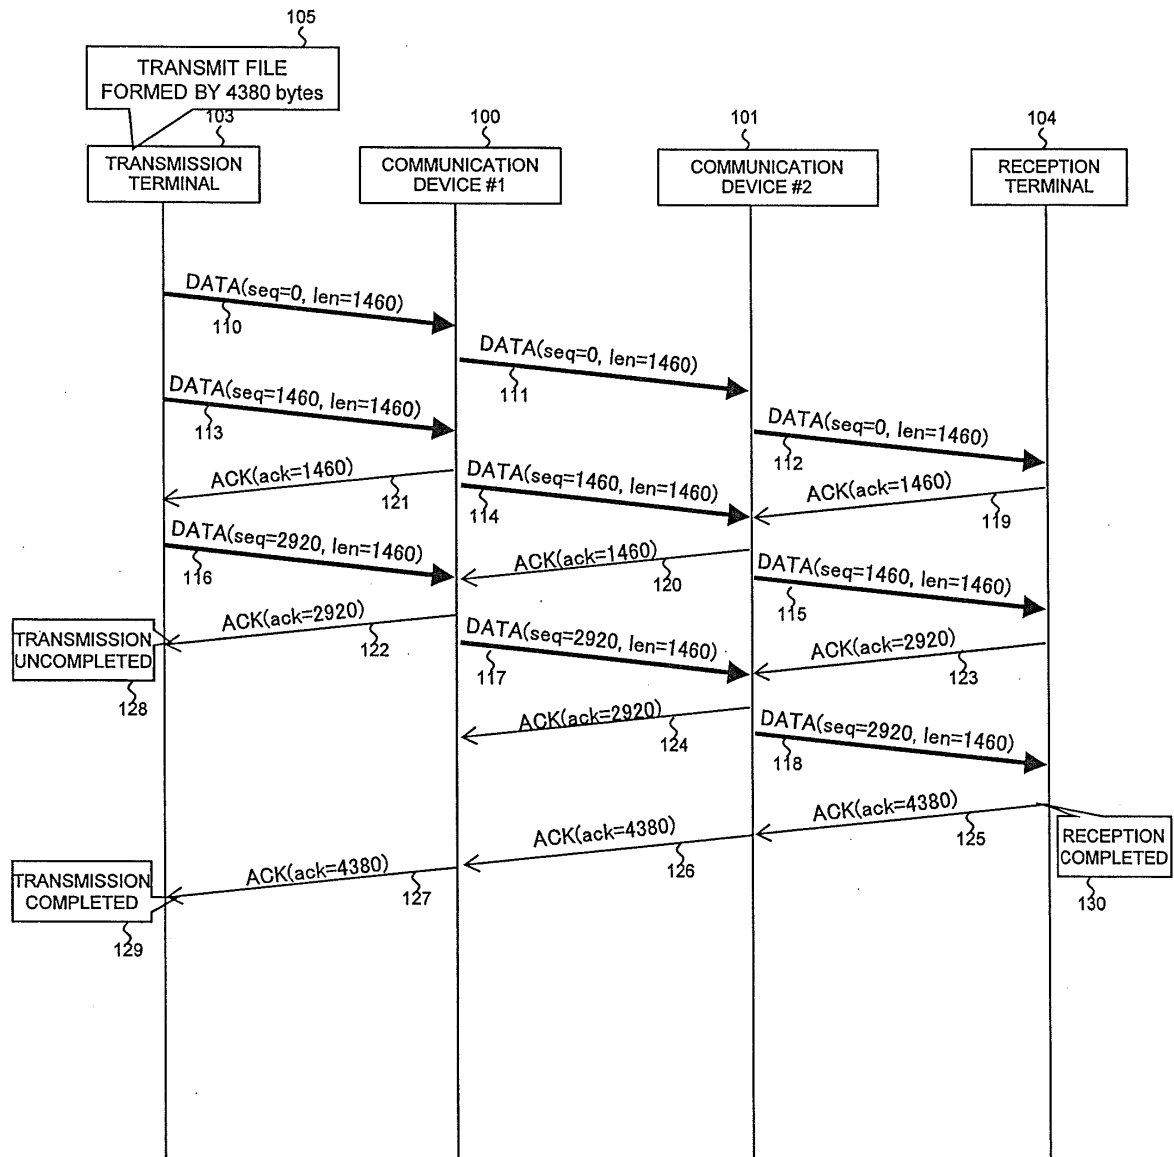 105
TRANSMIT FILE
FORMED BY 4380 bytes
103
100
101
104
TRANSMISSION
TERMINAL
COMMUNICATION
DEVICE #1
COMMUNICATION
DEVICE #2
RECEPTION
TERMINAL
DATA(seq=0, len=1460)
110
DATA(seq=0, len=1460)
111
DATA(seq=1460, len=1460)
113
DATA(seq=0, len=1460)
112
ACK(ack=1460)
121
DATA(seq=1460, len=1460)
114
ACK(ack=1460)
119
DATA(seq=2920, len=1460)
116
ACK(ack=1460)
120
DATA(seq=1460, len=1460)
115
ACK(ack=2920)
122
TRANSMISSION
UNCOMPLETED
128
DATA(seq=2920, len=1460)
117
ACK(ack=2920)
123
ACK(ack=2920)
124
DATA(seq=2920, len=1460)
118
ACK(ack=4380)
125
RECEPTION
COMPLETED
130
ACK(ack=4380)
126
ACK(ack=4380)
127
TRANSMISSION
COMPLETED
129